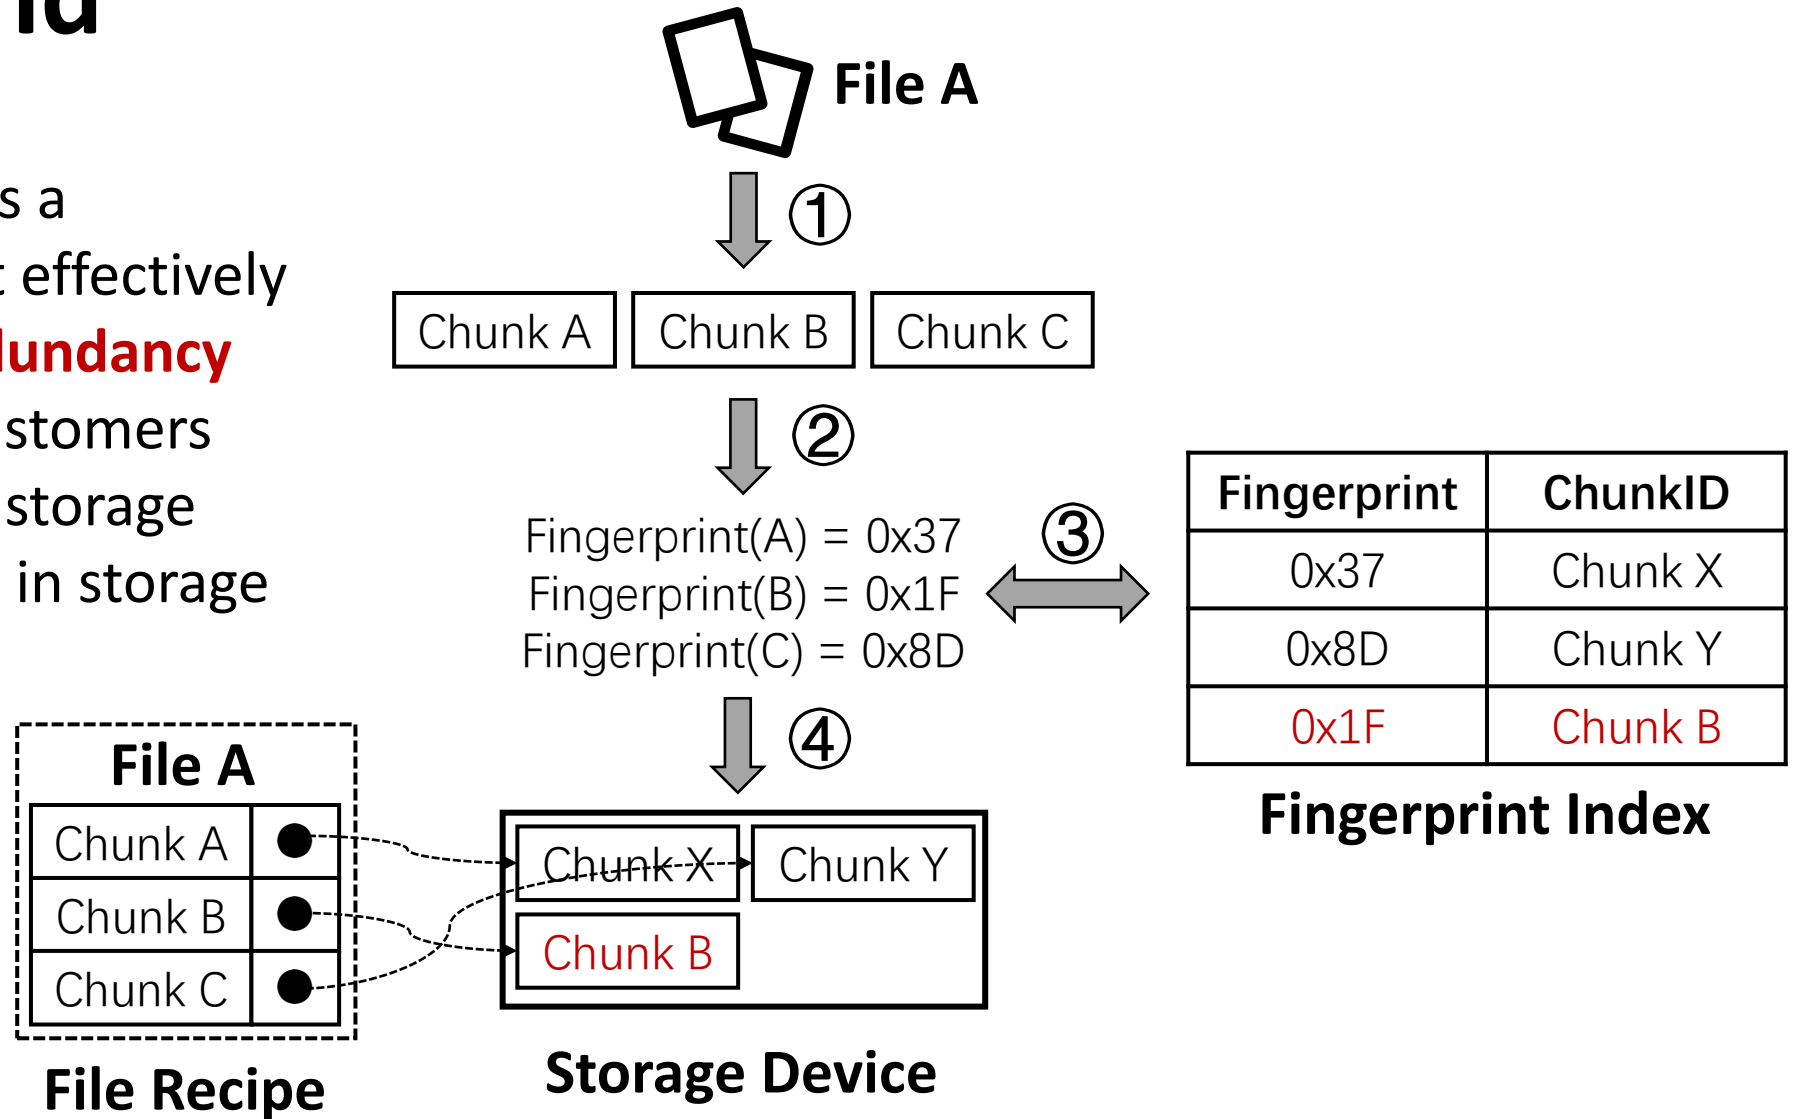 File A
①
s a
effectively
stomers
storage
in storage
Chunk A Chunk B Chunk C
②
Fingerprint(A) = 0x37
Fingerprint(B) = 0x1F
Fingerprint(C) = 0x8D
③
Fingerprint ChunkID
0x37 Chunk X
0x8D Chunk Y
0x1F Chunk B
Fingerprint Index
④
File A
Chunk A
Chunk B
Chunk C
File Recipe
Chunk X Chunk Y
Chunk B
Storage Device